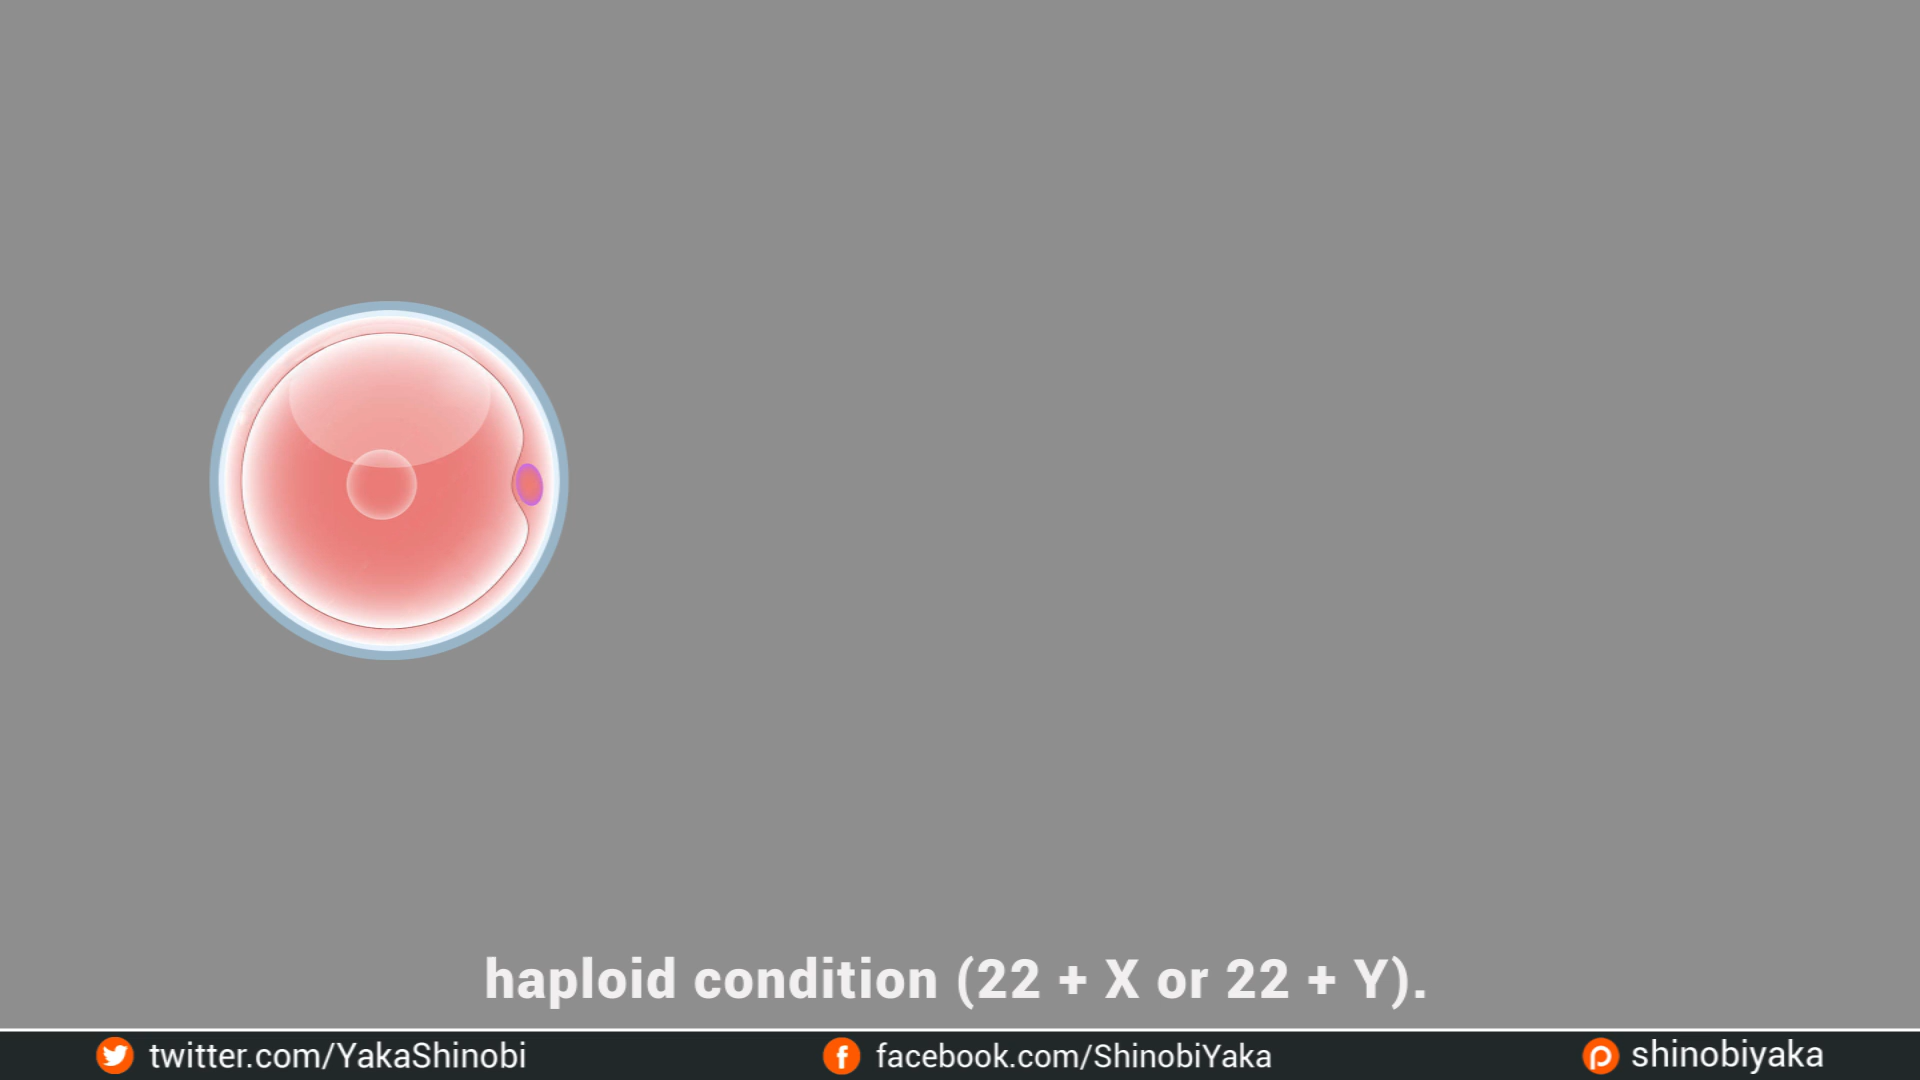 haploid condition (22 + X or 22 + Y).
twitter.com/YakaShinobi
facebook.com/ShinobiYaka
shinobiyaka